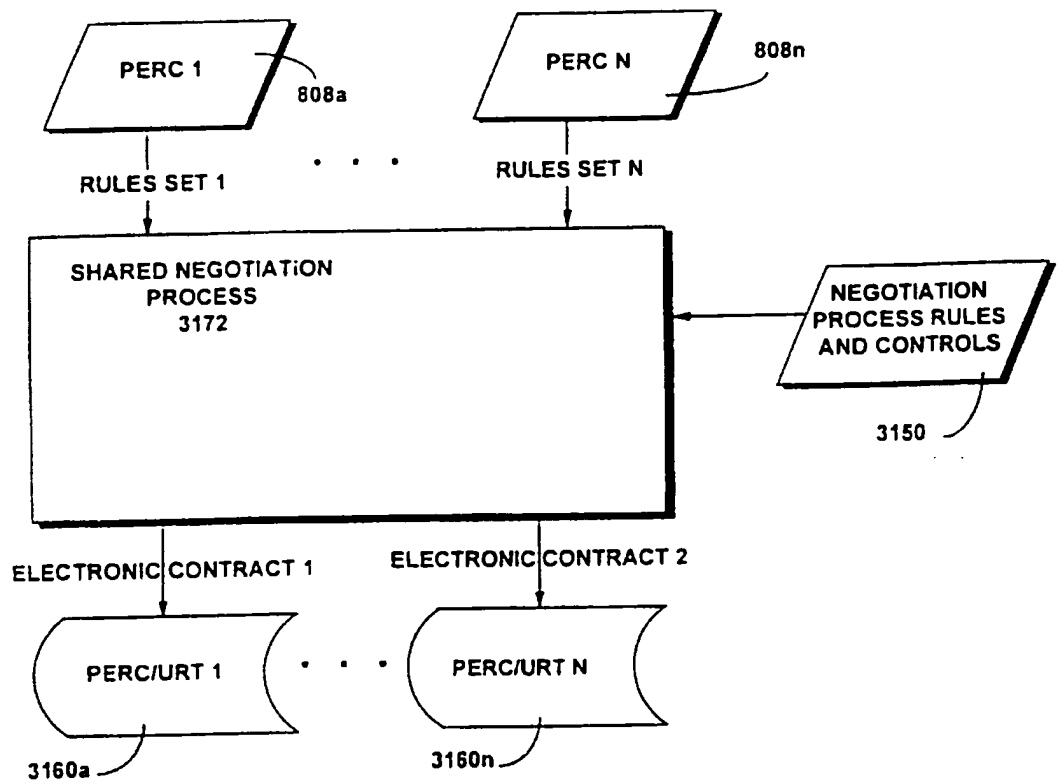 PERC 1
808a
PERC N
808n
RULES SET 1
RULES SET N
SHARED NEGOTIATiON
PROCESS
3172
NEGOTIATION
PROCESS RULES
AND CONTROLS
3150
ELECTRONIC CONTRACT 1
ELECTRONIC CONTRACT 2
PERC/URT 1
PERC/URT N
3160a
3160n